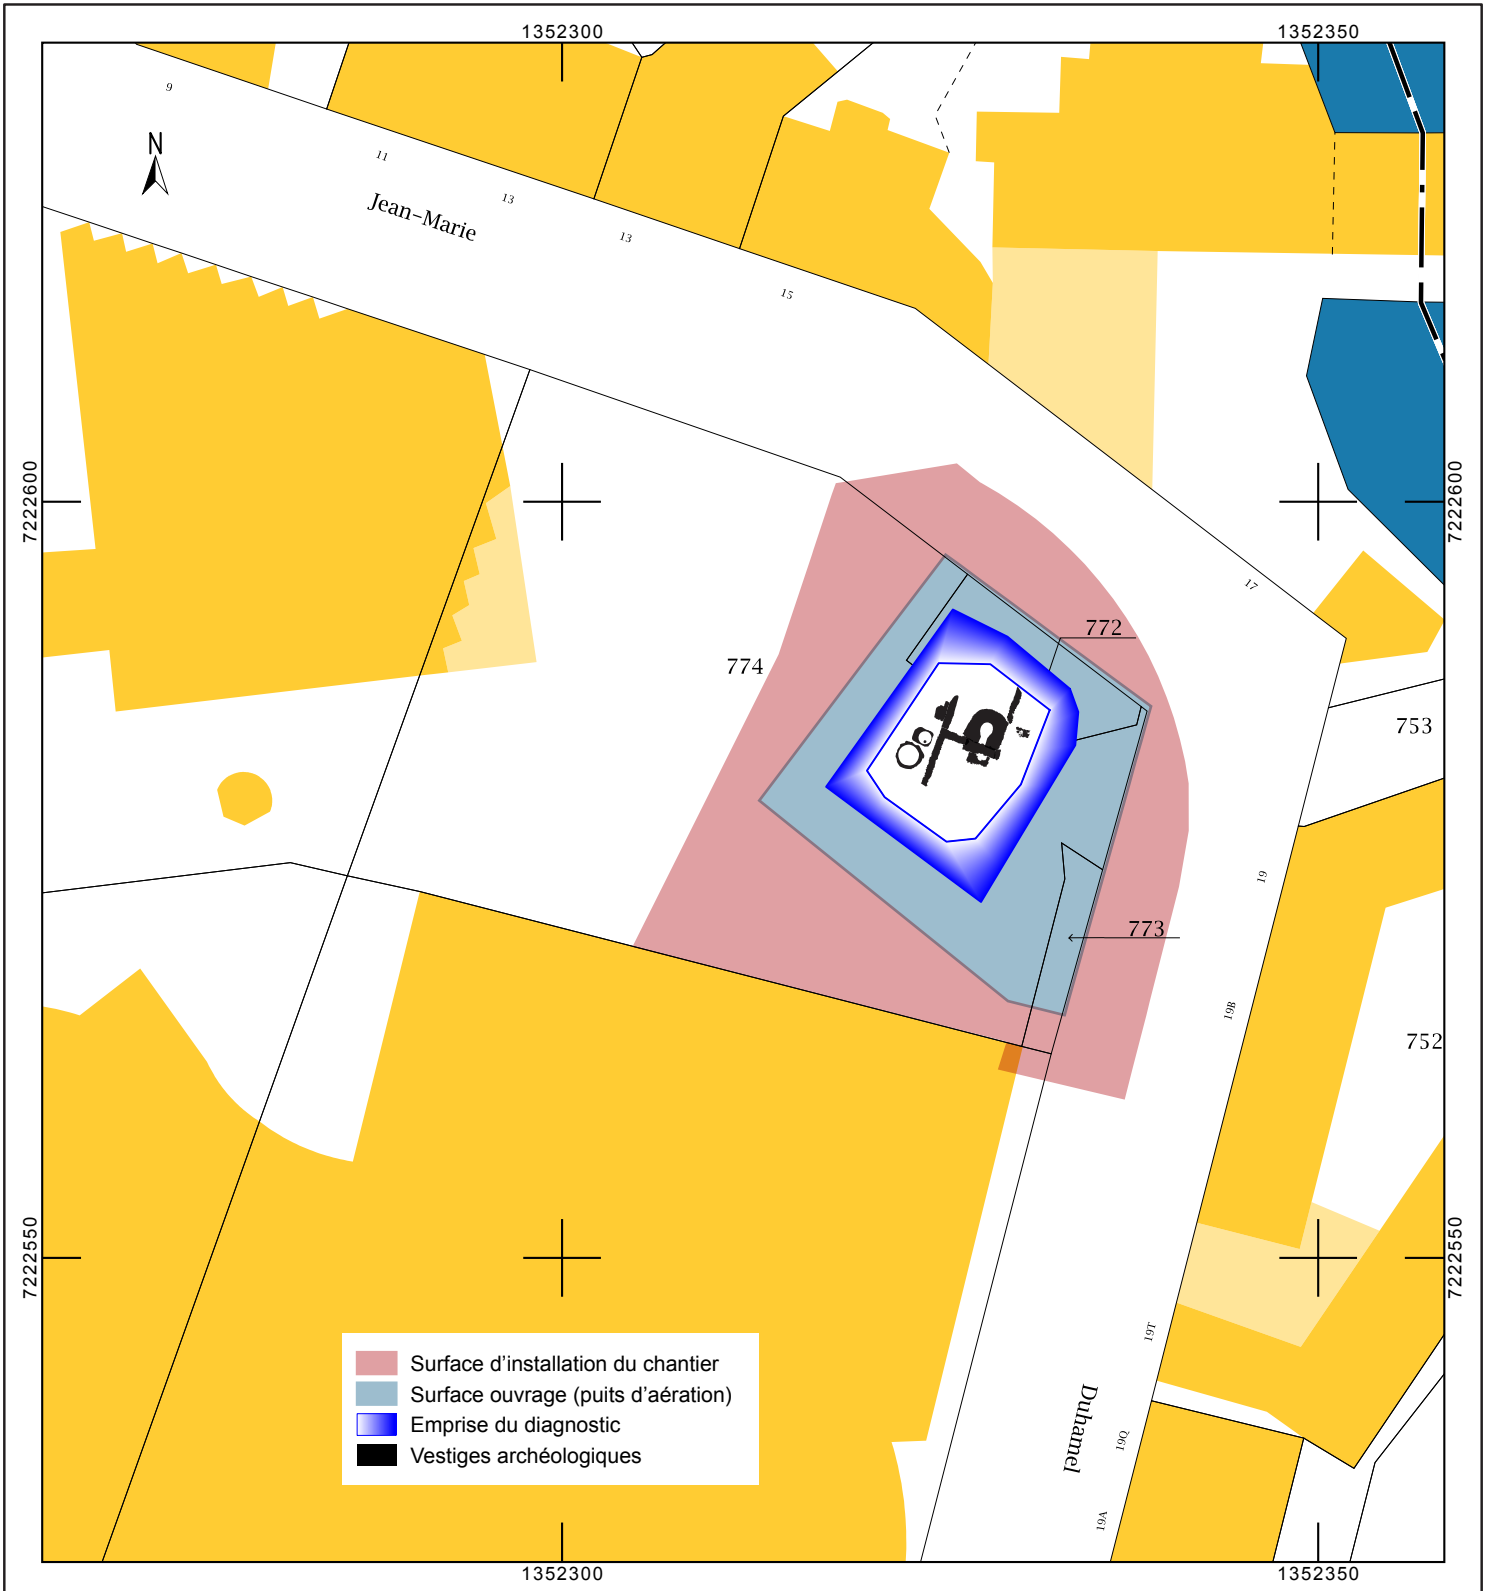 1352300
1352350
9
N
11
Jean-Marie
13
13
15
7222600
7222600
17
772
774
753
19
773
19B
752
7222550
7222550
19T
Surface d'installation du chantier
Surface ouvrage (puits d'aération)
Emprise du diagnostic
Vestiges archéologiques
Duhamel
19Q
19A
1352300
1352350